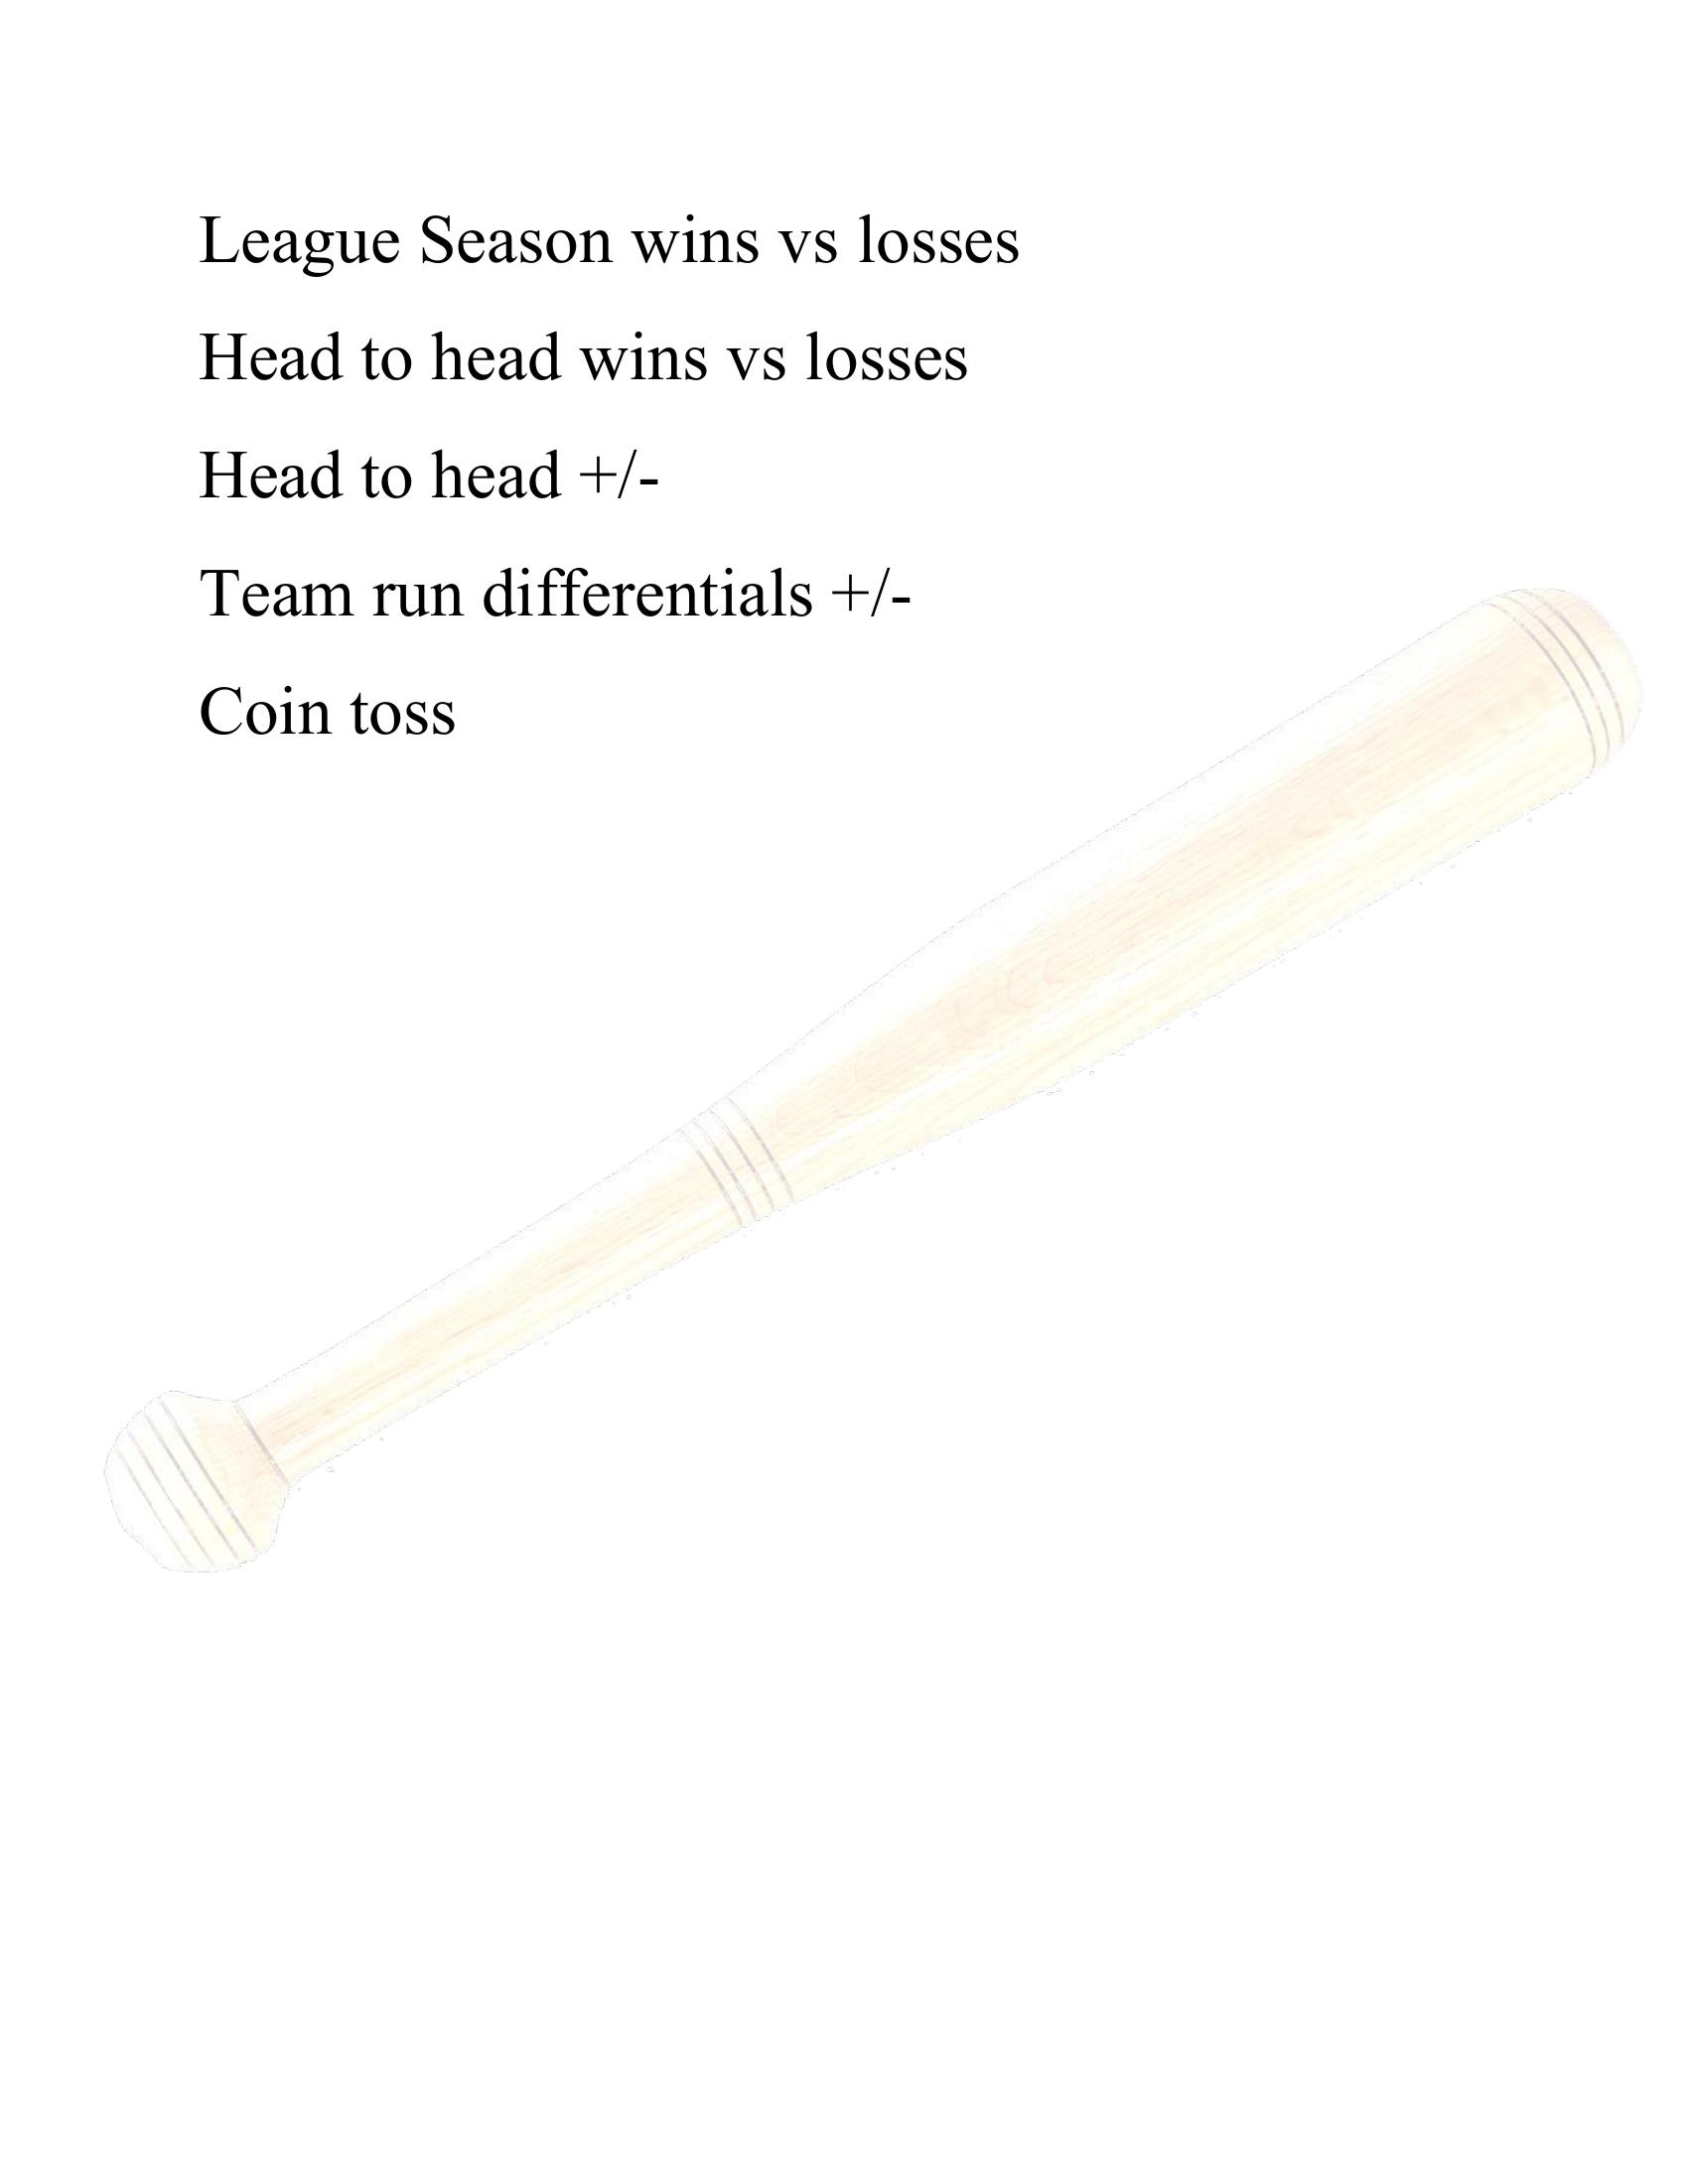 League Season wins vs losses
Head to head wins vs losses
Head to head +/-
Team run differentials +/-
Coin toss